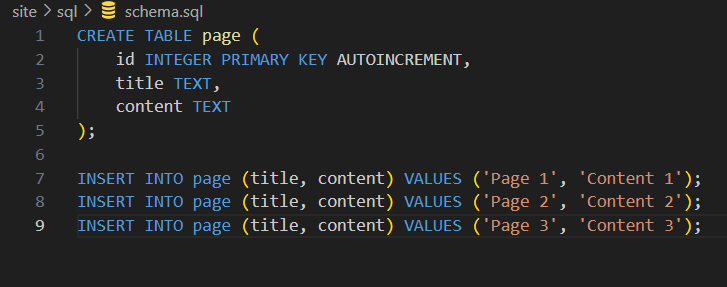 site > sql > schema.sql
1 CREATE TABLE page (
2     id INTEGER PRIMARY KEY AUTOINCREMENT,
3     title TEXT,
4     content TEXT
5 );
6
7 INSERT INTO page (title, content) VALUES ('Page 1', 'Content 1');
8 INSERT INTO page (title, content) VALUES ('Page 2', 'Content 2');
9 INSERT INTO page (title, content) VALUES ('Page 3', 'Content 3');